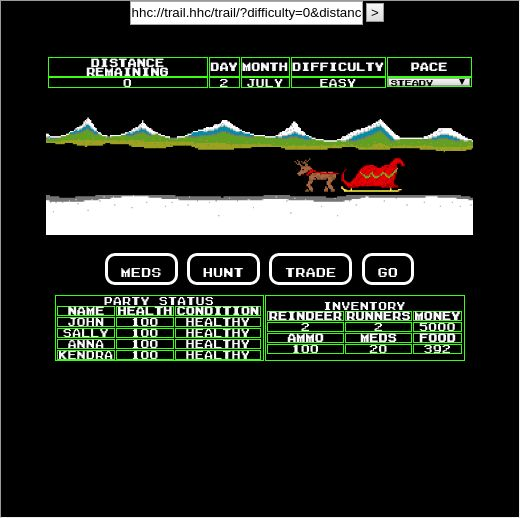 hhc://trail.hhc/trail/?difficulty=0&distanc >
DISTANCE REMAINING DAY MONTH DIFFICULTY PACE
0 2 JULY EASY STEADY
MEDS HUNT TRADE GO
PARTY STATUS
NAME HEALTH CONDITION
JOHN 100 HEALTHY
SALLY 100 HEALTHY
ANNA 100 HEALTHY
KENDRA 100 HEALTHY
INVENTORY
REINDEER RUNNERS MONEY
2 2 5000
AMMO MEDS FOOD
100 20 392